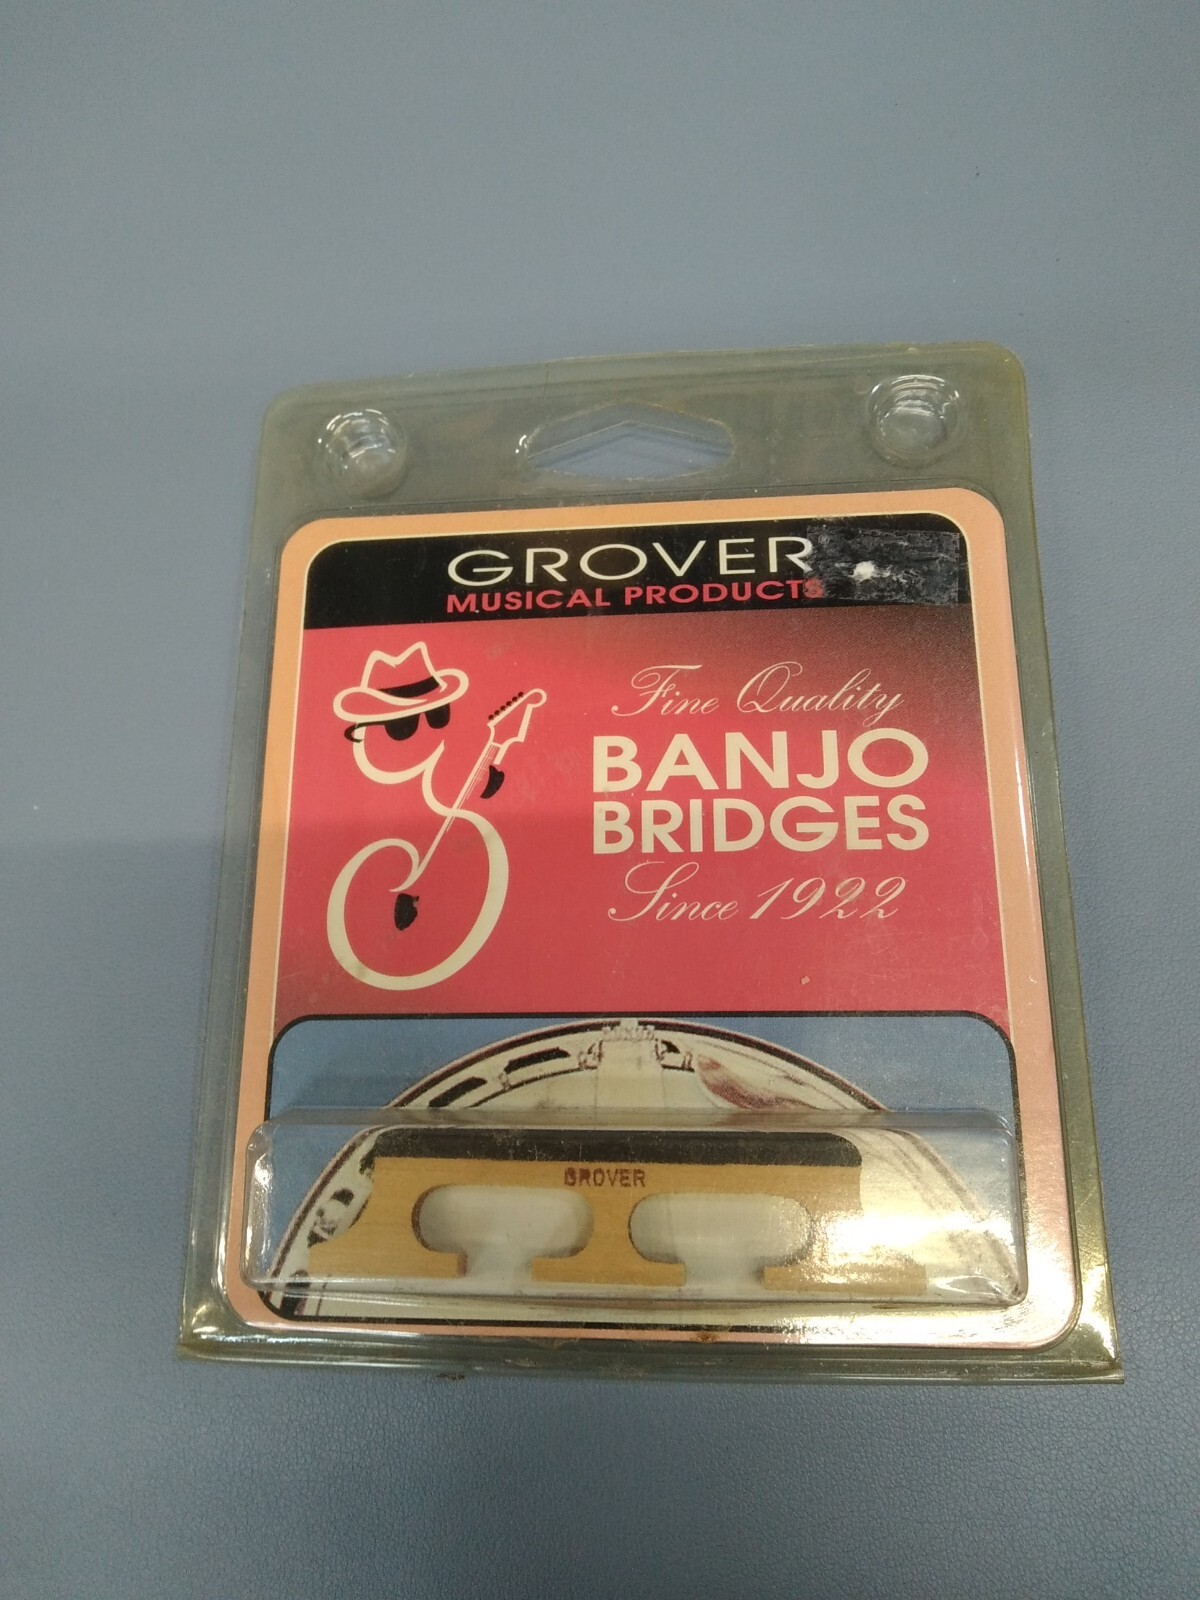 GROVER
MUSICAL PRODUCTS
Fine Quality
BANJO
BRIDGES
Since 1922
GROVER